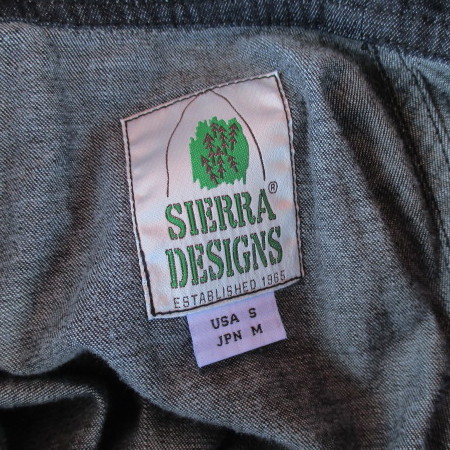 SIERRA®
DESIGNS
ESTABLISHED 1965
USA S
JPN M